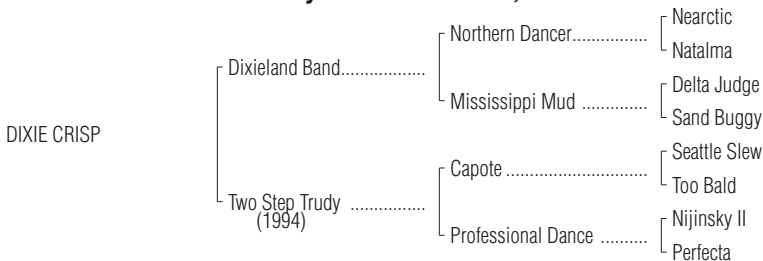 Nearctic
Northern Dancer................
Natalma
Dixieland Band..................
Delta Judge
Mississippi Mud ..............
Sand Buggy
DIXIE CRISP
Seattle Slew
Capote ..............................
Too Bald
Two Step Trudy ................
(1994)
Nijinsky II
Professional Dance ..........
Perfecta